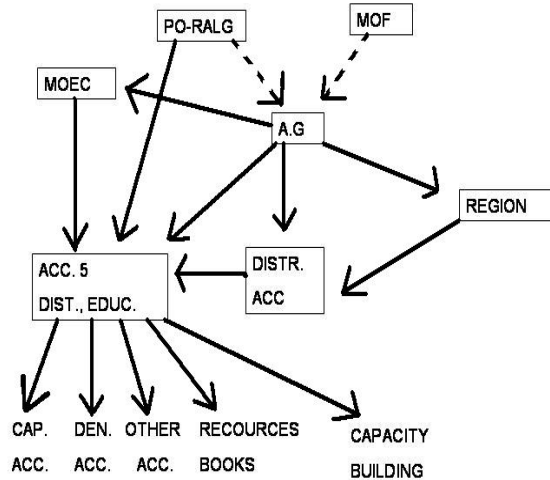 PO-RALG
MOF
MOEC
A.G
REGION
ACC. 5
DIST., EDUC.
DISTR.
ACC
CAP.
ACC.
DEN.
ACC.
OTHER
ACC.
RECOURCES
BOOKS
CAPACITY
BUILDING